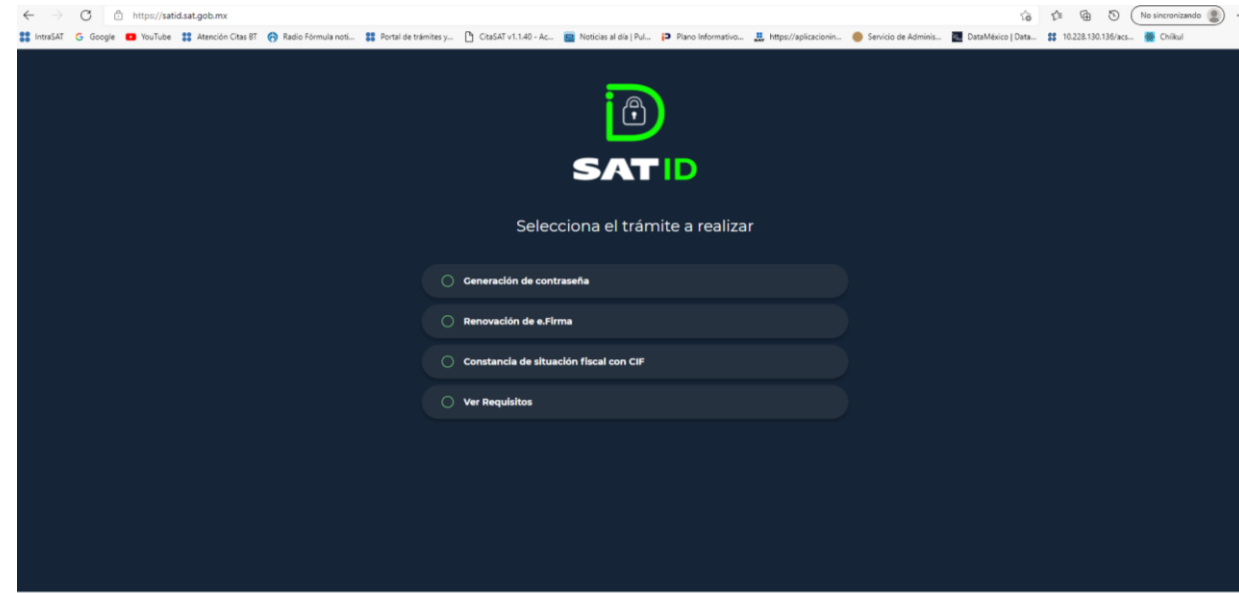 https://satid.sat.gob.mx
No sincronizando
IntraSAT Google YouTube Atención Citas BT Radio Fórmula noti... Portal de trámites y... CitaSAT v1.1.40 - Ac... Noticias al día | Pul... Plano Informativo... https://aplicacionin... Servicio de Adminis... DataMéxico | Data... 10.228.130.136/acs... Chiikul
SAT ID
Selecciona el trámite a realizar
Generación de contraseña
Renovación de e.Firma
Constancia de situación fiscal con CIF
Ver Requisitos